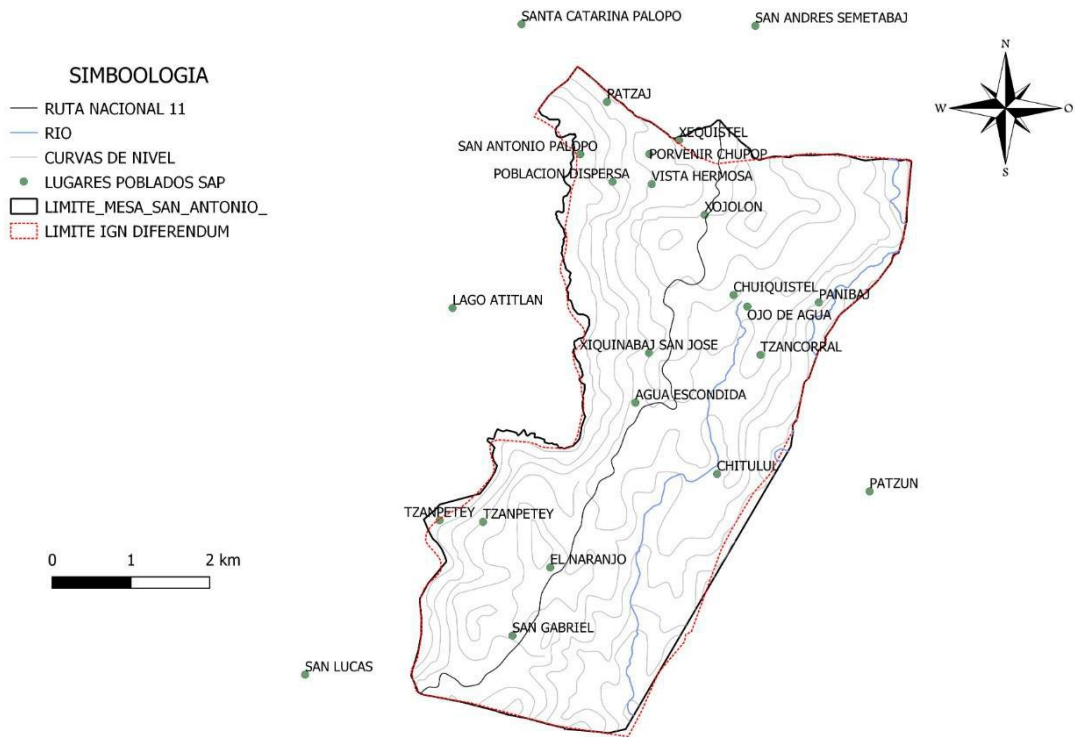 SANTA CATARINA PALOPO
SAN ANDRES SEMETABAJ
SIMBOOLOGIA
RUTA NACIONAL 11
RIO
CURVAS DE NIVEL
LUGARES POBLADOS SAP
LIMITE_MESA_SAN_ANTONIO_
LIMITE IGN DIFERENDUM
N
W
O
S
PATZAJ
XEQUISTEL
SAN ANTONIO PALOPO
PORVENIR CHUPOP
POBLACION DISPERSA
VISTA HERMOSA
XOJOLON
CHUIQUISTEL
PANIBAJ
LAGO ATITLAN
OJO DE AGUA
XIQUINABAJ SAN JOSE
TZANCORRAL
AGUA ESCONDIDA
CHITULUL
PATZUN
TZANPETEY
TZANPETEY
0 1 2 km
EL NARANJO
SAN GABRIEL
SAN LUCAS